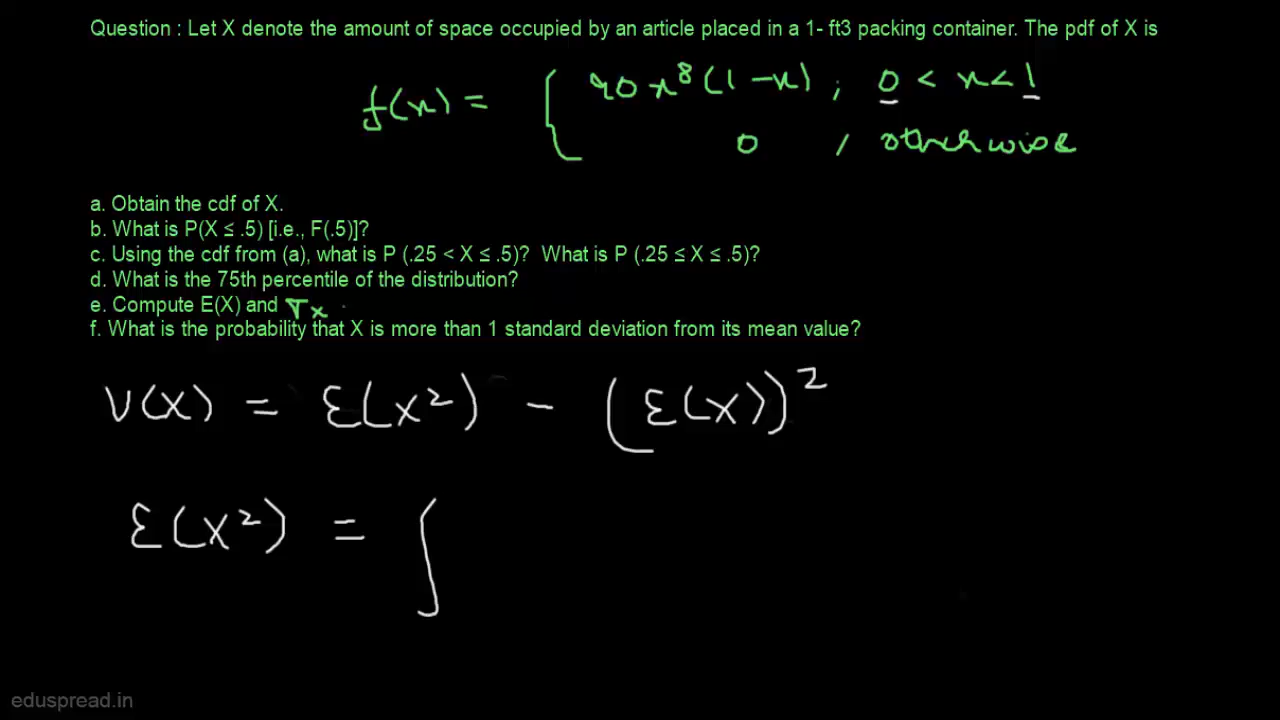 Question : Let X denote the amount of space occupied by an article placed in a 1- ft3 packing container. The pdf of X is
f(x) = { 90x⁸(1-x) ; 0 < x < 1
0 , otherwise
a. Obtain the cdf of X.
b. What is P(X ≤ .5) [i.e., F(.5)]?
c. Using the cdf from (a), what is P (.25 < X ≤ .5)? What is P (.25 ≤ X ≤ .5)?
d. What is the 75th percentile of the distribution?
e. Compute E(X) and σx
f. What is the probability that X is more than 1 standard deviation from its mean value?
V(X) = E(X²) - (E(X))²
E(X²) = ∫
eduspread.in